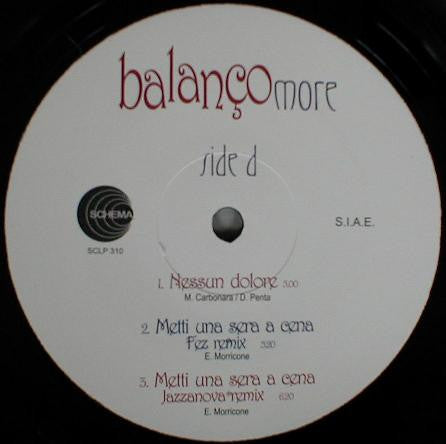 balançomore
side d
SCHEMA
SCLP 310
S.I.A.E.
1. Nessun dolore 3.00
M. Carbonara / D. Penta
2. Metti una sera a cena
Fez remix 3.20
E. Morricone
3. Metti una sera a cena
Jazzanova remix 6.20
E. Morricone